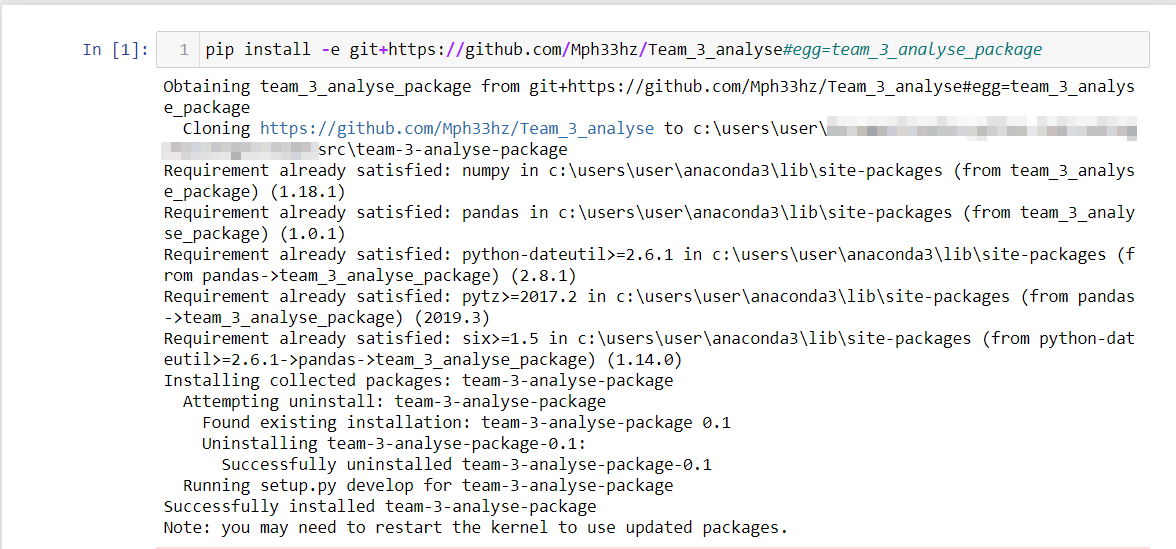 In [1]: 1 pip install -e git+https://github.com/Mph33hz/Team_3_analyse#egg=team_3_analyse_package
Obtaining team_3_analyse_package from git+https://github.com/Mph33hz/Team_3_analyse#egg=team_3_analys
e_package
  Cloning https://github.com/Mph33hz/Team_3_analyse to c:\users\user\
src\team-3-analyse-package
Requirement already satisfied: numpy in c:\users\user\anaconda3\lib\site-packages (from team_3_analys
e_package) (1.18.1)
Requirement already satisfied: pandas in c:\users\user\anaconda3\lib\site-packages (from team_3_analy
se_package) (1.0.1)
Requirement already satisfied: python-dateutil>=2.6.1 in c:\users\user\anaconda3\lib\site-packages (f
rom pandas->team_3_analyse_package) (2.8.1)
Requirement already satisfied: pytz>=2017.2 in c:\users\user\anaconda3\lib\site-packages (from pandas
->team_3_analyse_package) (2019.3)
Requirement already satisfied: six>=1.5 in c:\users\user\anaconda3\lib\site-packages (from python-dat
eutil>=2.6.1->pandas->team_3_analyse_package) (1.14.0)
Installing collected packages: team-3-analyse-package
  Attempting uninstall: team-3-analyse-package
    Found existing installation: team-3-analyse-package 0.1
    Uninstalling team-3-analyse-package-0.1:
      Successfully uninstalled team-3-analyse-package-0.1
  Running setup.py develop for team-3-analyse-package
Successfully installed team-3-analyse-package
Note: you may need to restart the kernel to use updated packages.